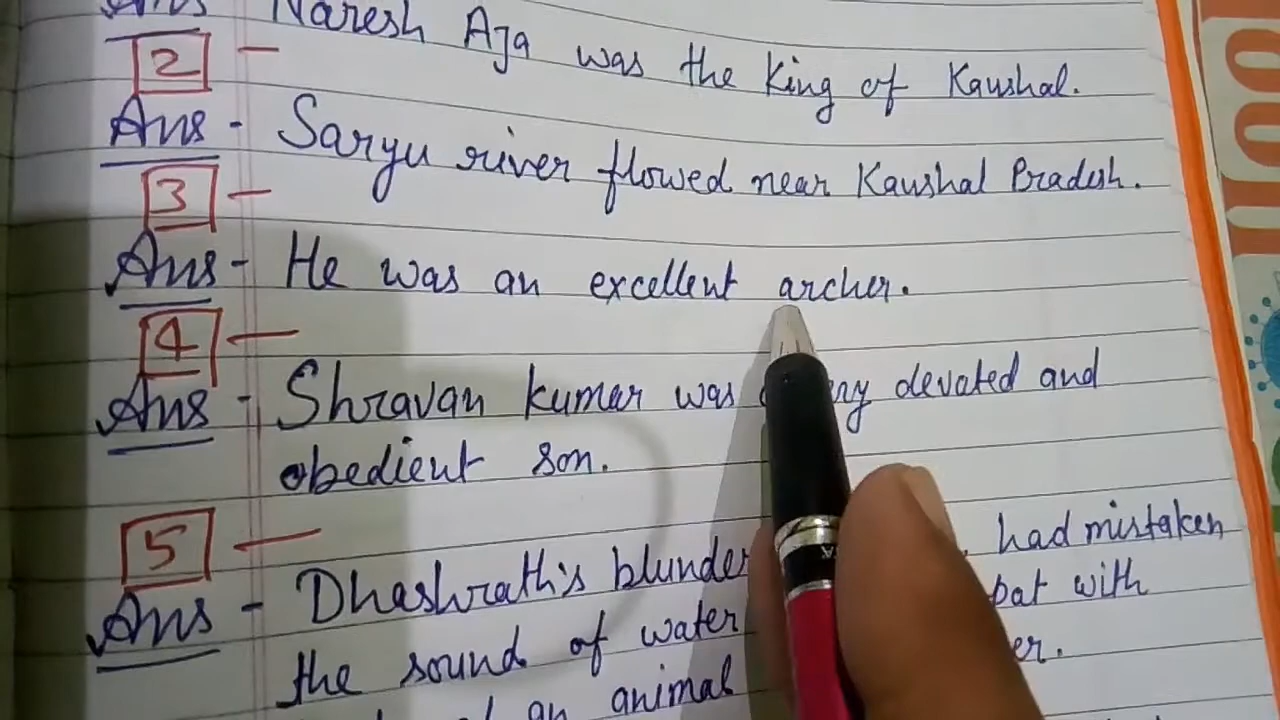 Ans Naresh Aja was the King of Kaushal.
2 -
Ans - Saryu river flowed near Kaushal Pradesh.
3 -
Ans - He was an excellent archer.
4 -
Ans - Shravan kumar was devated and
obedient son.
5 -
Ans - Dhashrath's blunder had mistaken
the sound of water with
an animal